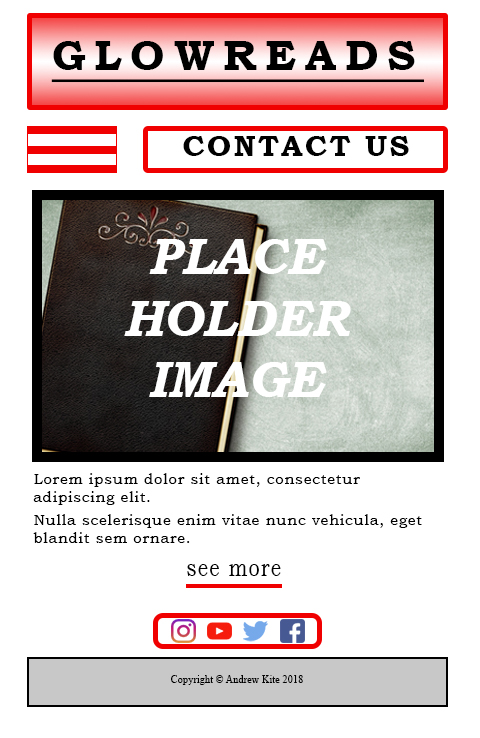 GLOWREADS
CONTACT US
PLACE
HOLDER
IMAGE
Lorem ipsum dolor sit amet, consectetur
adipiscing elit.
Nulla scelerisque enim vitae nunc vehicula, eget
blandit sem ornare.
see more
Copyright © Andrew Kite 2018